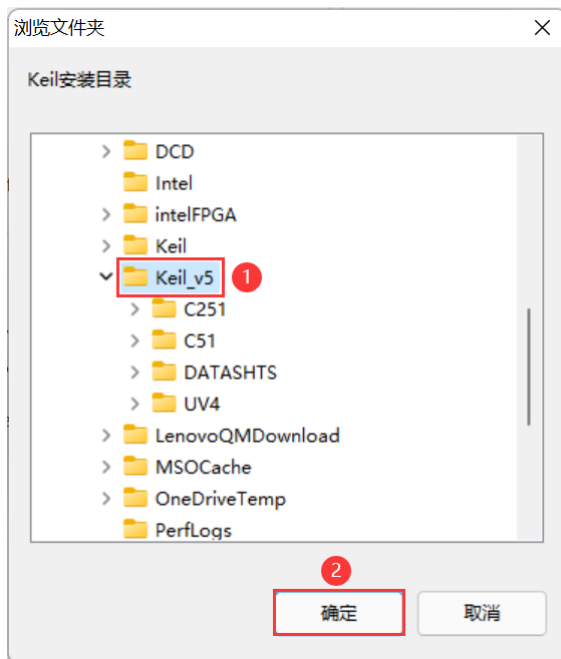 浏览文件夹
Keil安装目录
DCD
Intel
intelFPGA
Keil
Keil_v5 1
C251
C51
DATASHTS
UV4
LenovoQMDownload
MSOCache
OneDriveTemp
PerfLogs
2
确定 取消